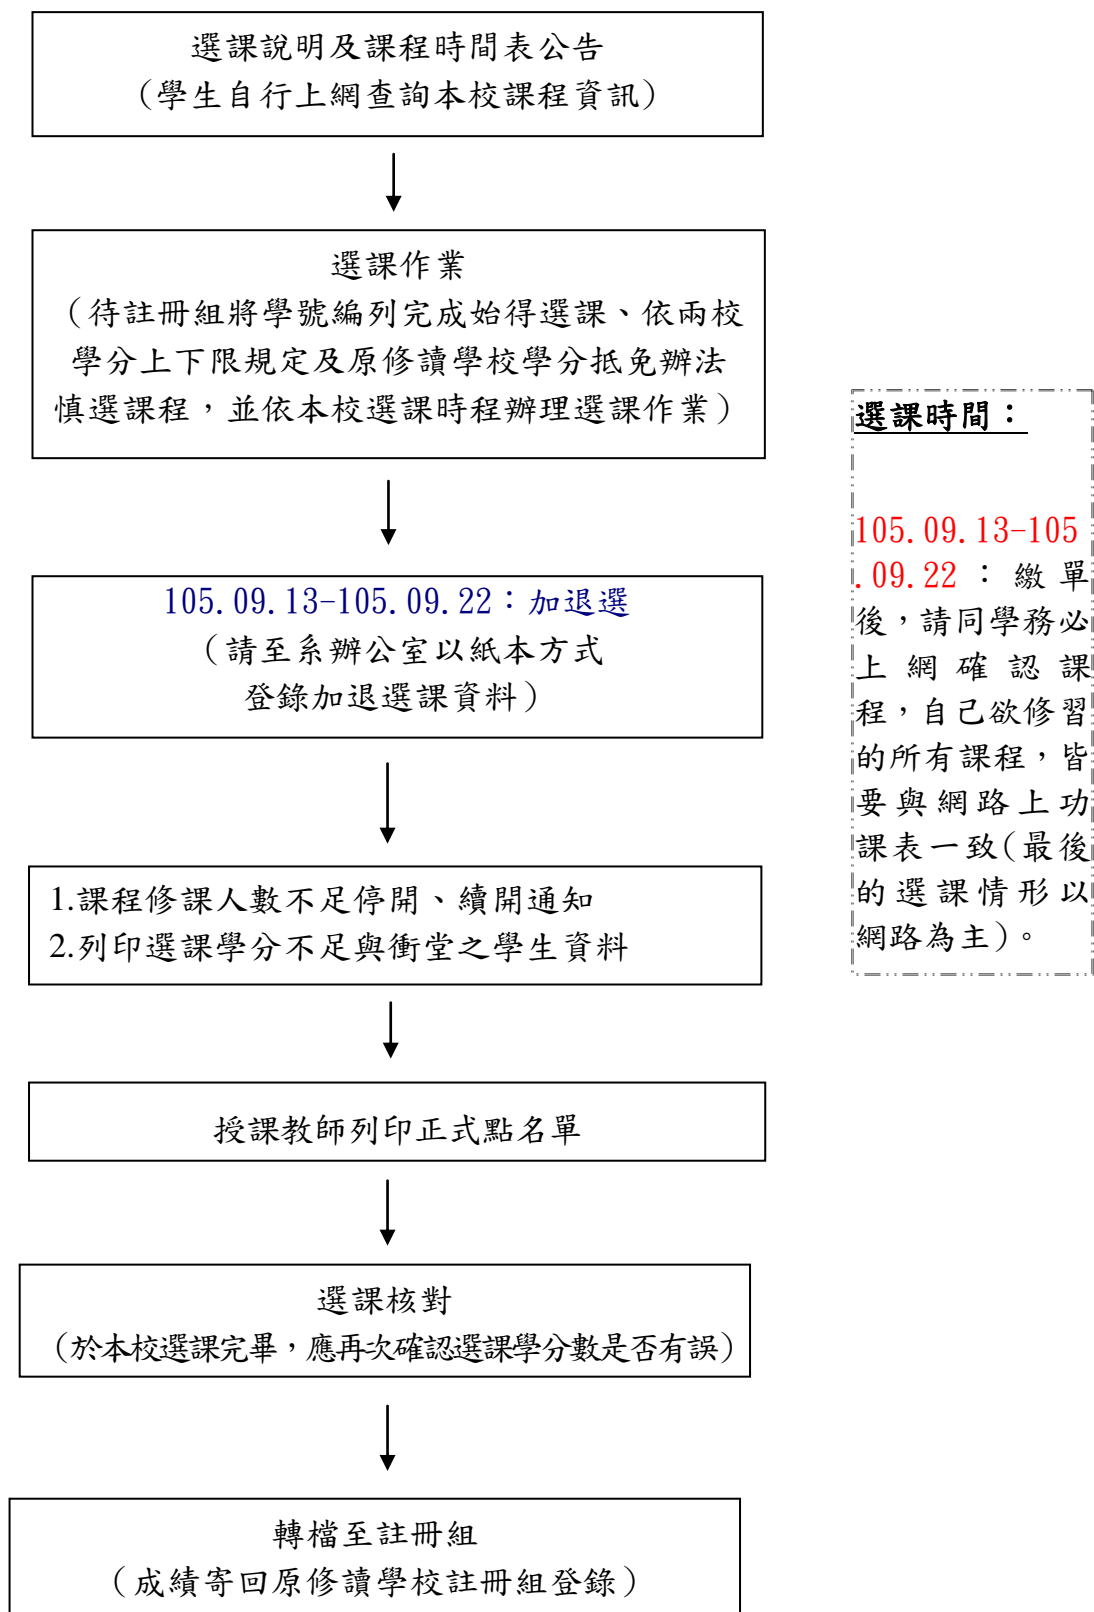 選課說明及課程時間表公告
（學生自行上網查詢本校課程資訊）
選課作業
（待註冊組將學號編列完成始得選課、依兩校
學分上下限規定及原修讀學校學分抵免辦法
慎選課程，並依本校選課時程辦理選課作業）
105.09.13-105.09.22：加退選
（請至系辦公室以紙本方式
登錄加退選課資料）
1.課程修課人數不足停開、續開通知
2.列印選課學分不足與衝堂之學生資料
授課教師列印正式點名單
選課核對
（於本校選課完畢，應再次確認選課學分數是否有誤）
轉檔至註冊組
（成績寄回原修讀學校註冊組登錄）
選課時間：
105.09.13-105
.09.22：繳單
後，請同學務必
上網確認課
程，自己欲修習
的所有課程，皆
要與網路上功
課表一致(最後
的選課情形以
網路為主)。